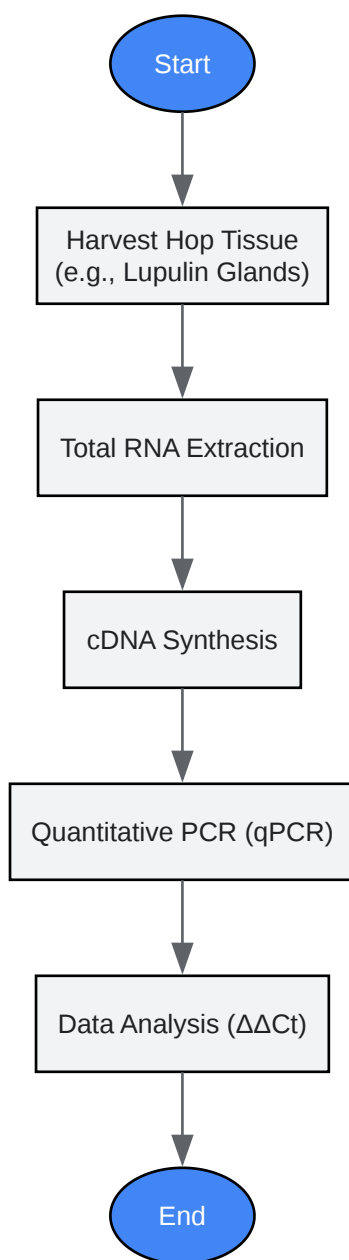 Start
Harvest Hop Tissue
(e.g., Lupulin Glands)
Total RNA Extraction
cDNA Synthesis
Quantitative PCR (qPCR)
Data Analysis (ΔΔCt)
End